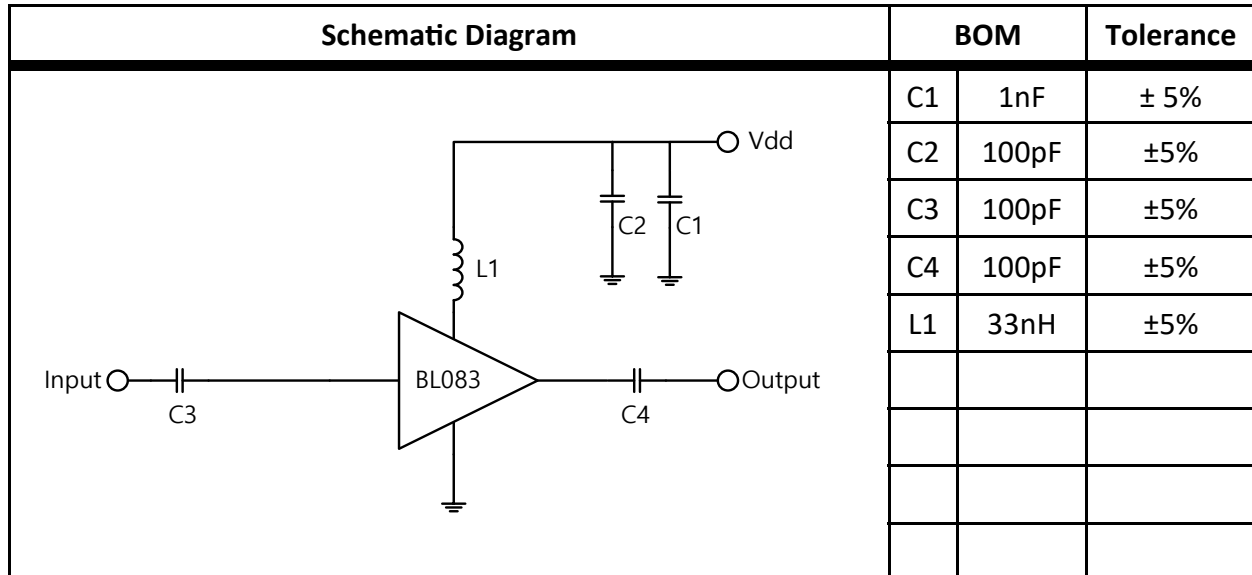 Schematic Diagram BOM Tolerance
C1 1nF ± 5%
Vdd
C2 100pF ±5%
C2 C1
C3 100pF ±5%
L1
C4 100pF ±5%
L1 33nH ±5%
Input BL083 Output
C3 C4